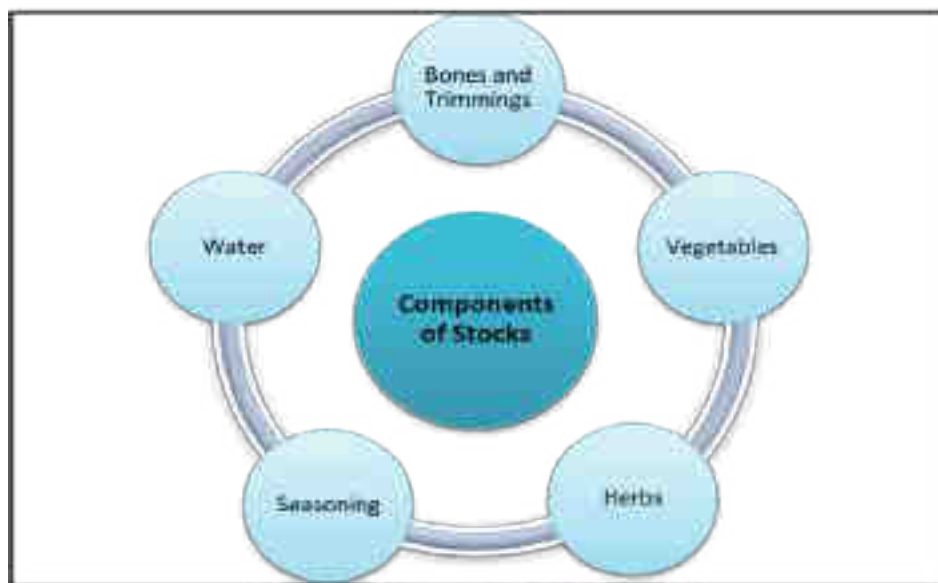 Bones and
Trimmings
Vegetables
Herbs
Seasoning
Water
Components
of Stocks